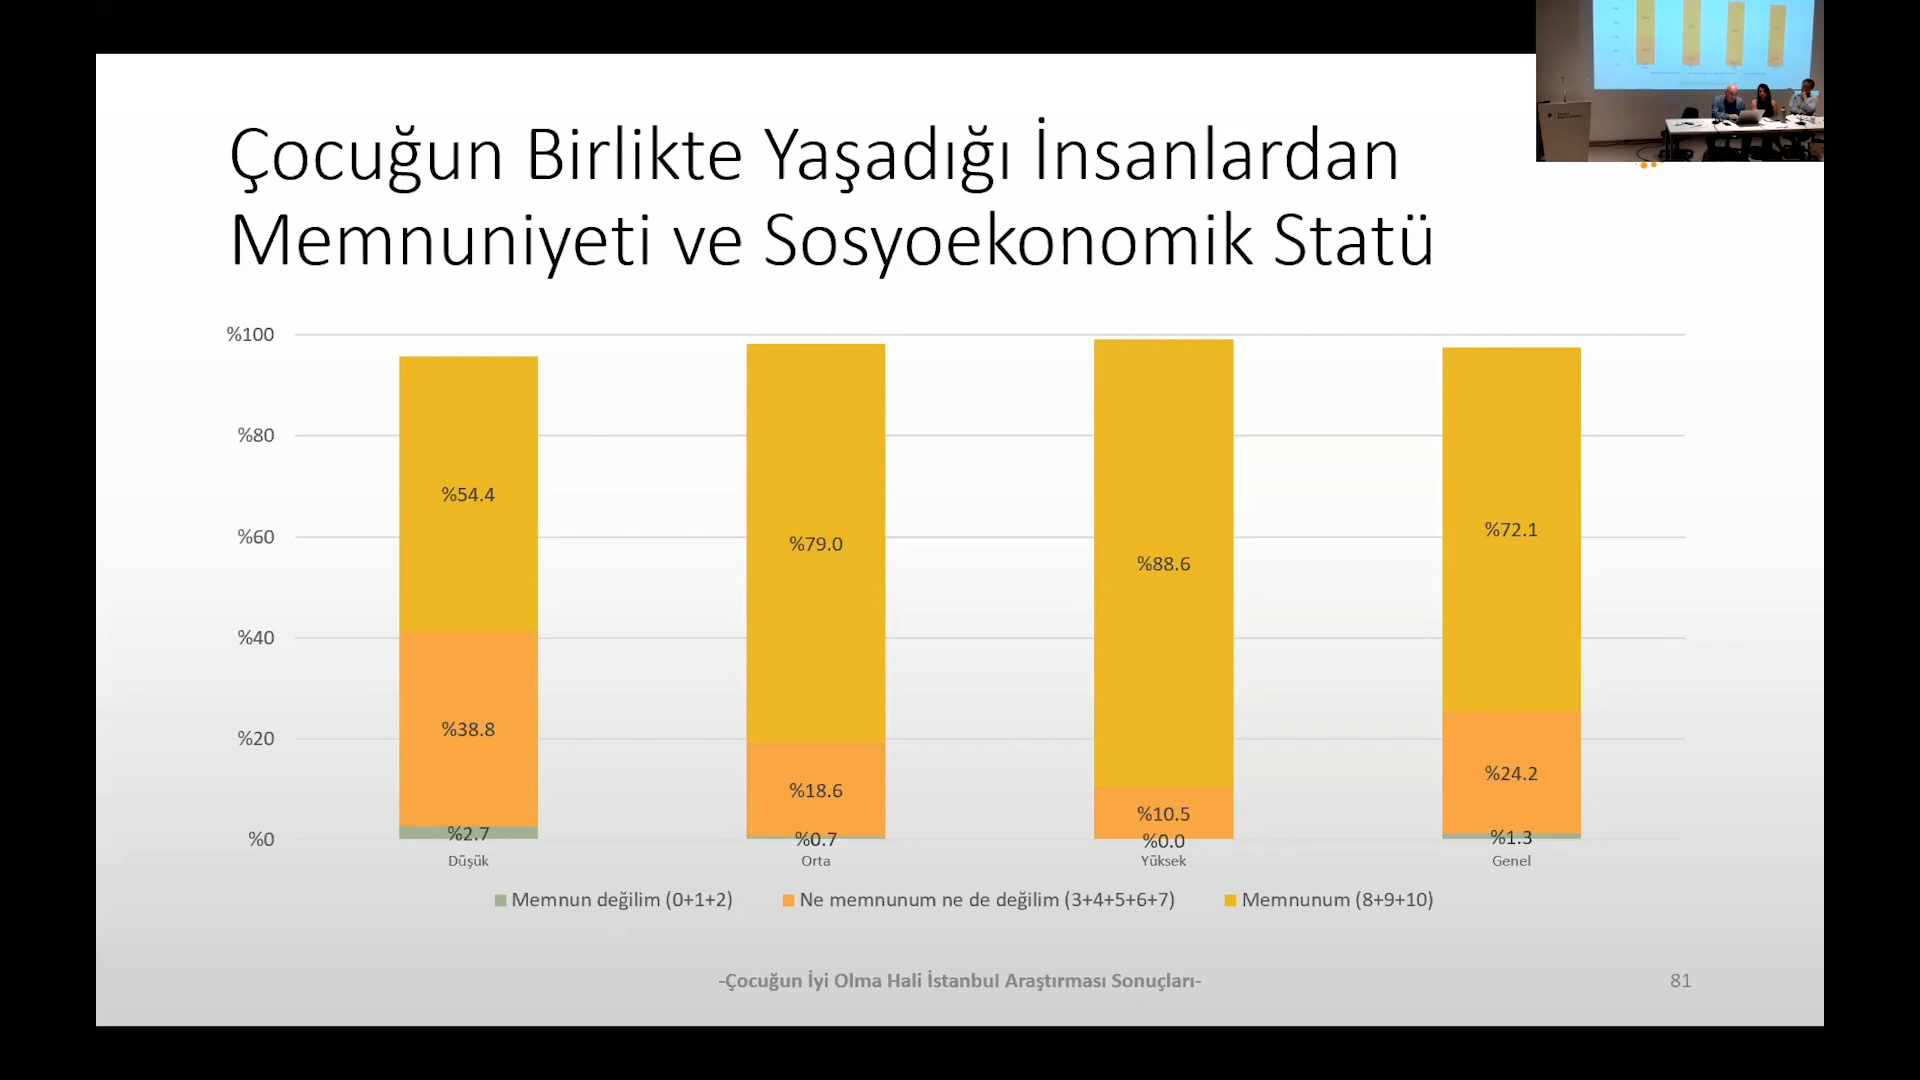 Çocuğun Birlikte Yaşadığı İnsanlardan
Memnuniyeti ve Sosyoekonomik Statü
%100
%80
%60
%40
%20
%0
%54.4
%38.8
%2.7
%79.0
%18.6
%0.7
%88.6
%10.5
%0.0
%72.1
%24.2
%1.3
Düşük
Orta
Yüksek
Genel
Memnun değilim (0+1+2)
Ne memnunum ne de değilim (3+4+5+6+7)
Memnunum (8+9+10)
-Çocuğun İyi Olma Hali İstanbul Araştırması Sonuçları-
81